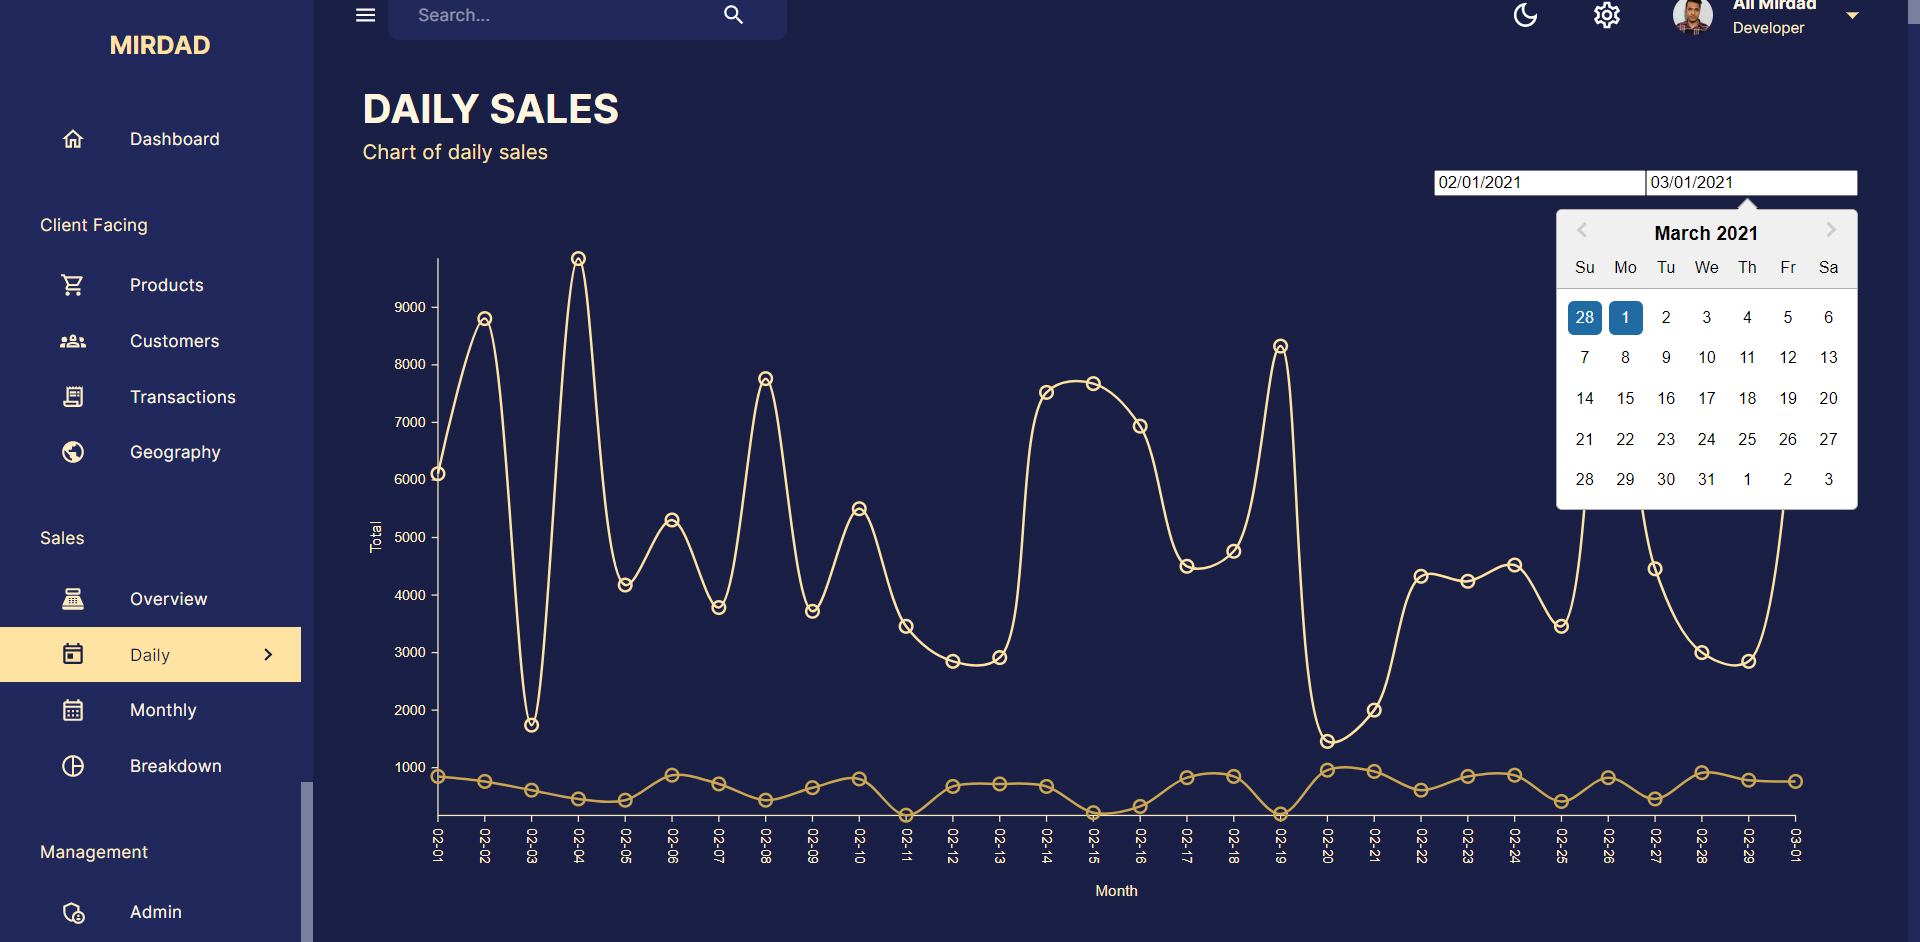 MIRDAD
Dashboard
Client Facing
Products
Customers
Transactions
Geography
Sales
Overview
Daily
Monthly
Breakdown
Management
Admin
Search...
Ali Mirdad
Developer
DAILY SALES
Chart of daily sales
02/01/2021 03/01/2021
March 2021
Su Mo Tu We Th Fr Sa
28 1 2 3 4 5 6
7 8 9 10 11 12 13
14 15 16 17 18 19 20
21 22 23 24 25 26 27
28 29 30 31 1 2 3
Total
9000
8000
7000
6000
5000
4000
3000
2000
1000
02-01 02-02 02-03 02-04 02-05 02-06 02-07 02-08 02-09 02-10 02-11 02-12 02-13 02-14 02-15 02-16 02-17 02-18 02-19 02-20 02-21 02-22 02-23 02-24 02-25 02-26 02-27 02-28 02-29 03-01
Month